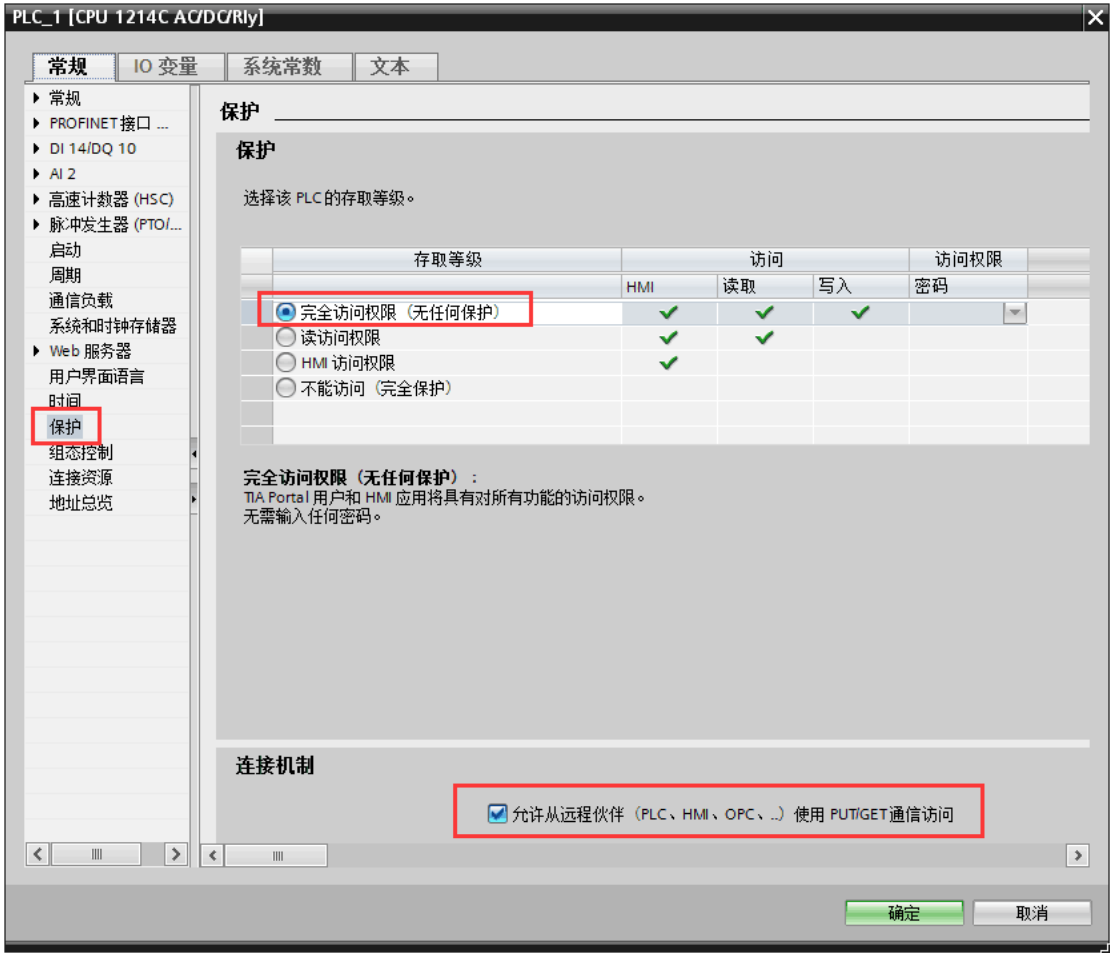 PLC_1 [CPU 1214C AC/DC/Rly]
常规
IO 变量
系统常数
文本
常规
PROFINET接口 ...
DI 14/DQ 10
AI 2
高速计数器 (HSC)
脉冲发生器 (PTO/...
启动
周期
通信负载
系统和时钟存储器
Web 服务器
用户界面语言
时间
保护
组态控制
连接资源
地址总览
保护
保护
选择该 PLC的存取等级。
存取等级 访问 访问权限
HMI 读取 写入 密码
完全访问权限（无任何保护）
读访问权限
HMI 访问权限
不能访问（完全保护）
完全访问权限（无任何保护）:
TIA Portal 用户和 HMI 应用将具有对所有功能的访问权限。
无需输入任何密码。
连接机制
允许从远程伙伴（PLC、HMI、OPC、..）使用 PUT/GET通信访问
确定
取消